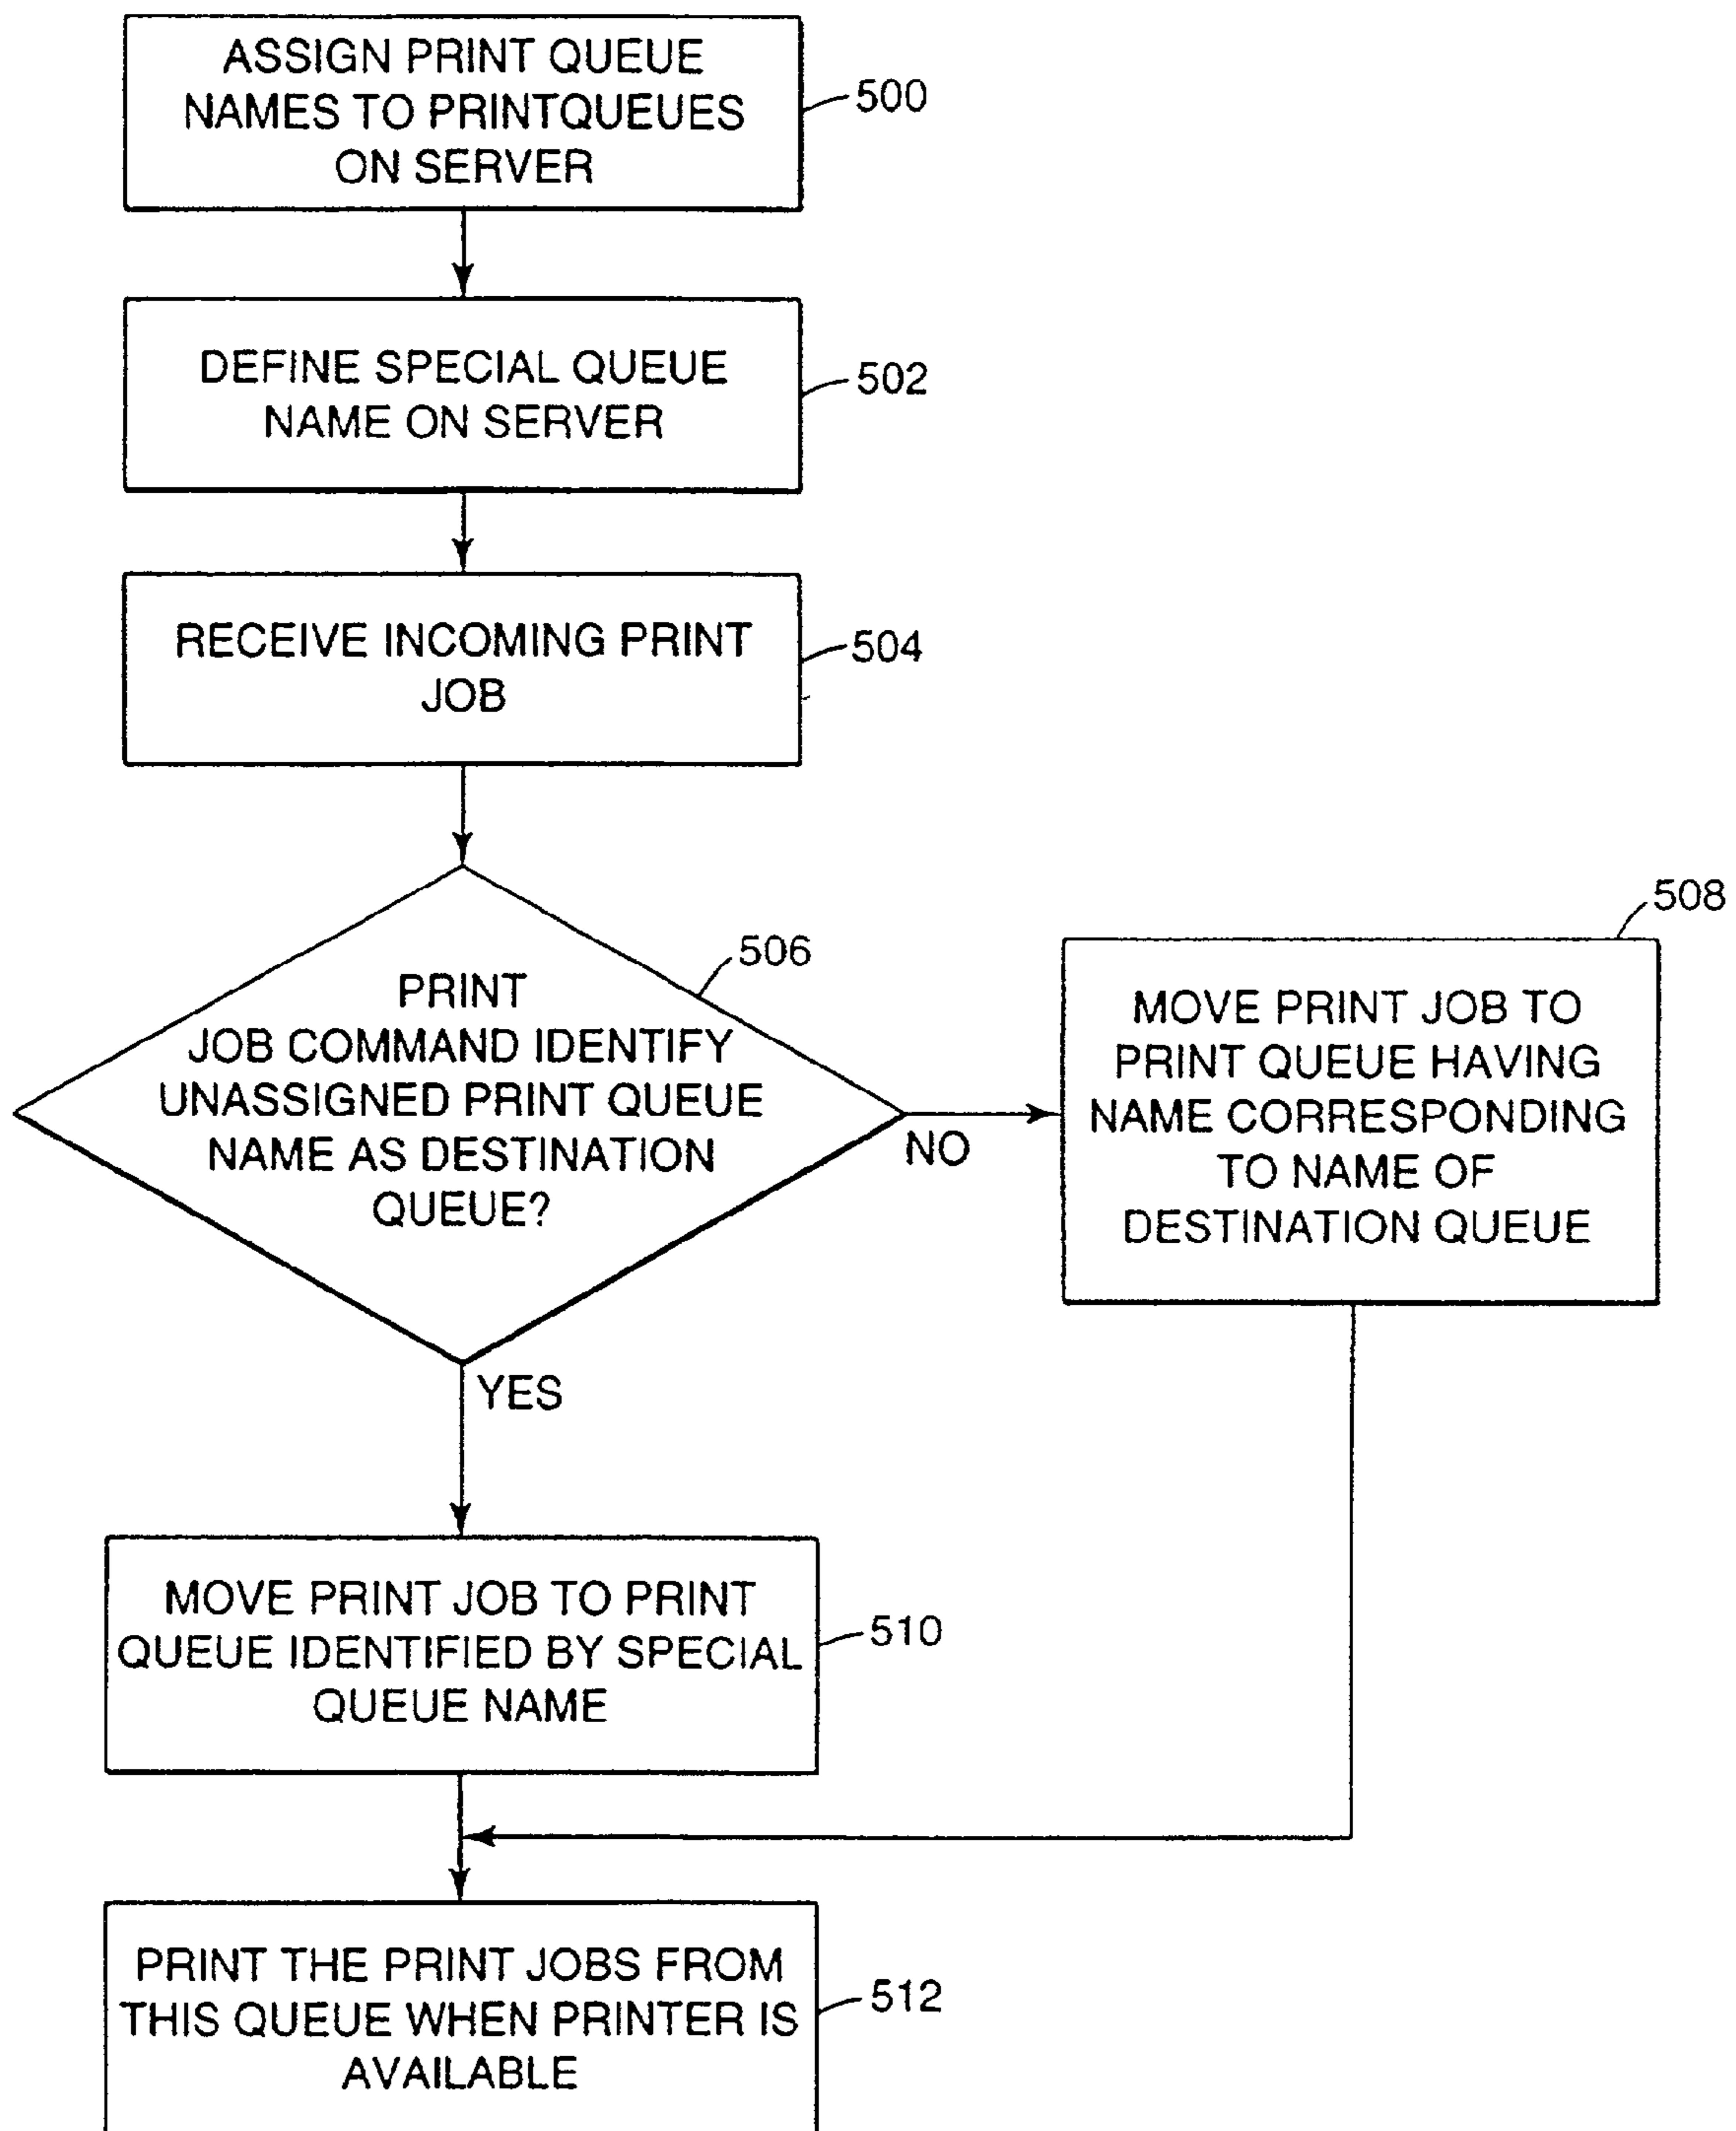 ASSIGN PRINT QUEUE
NAMES TO PRINTQUEUES
ON SERVER
500
DEFINE SPECIAL QUEUE
NAME ON SERVER
502
RECEIVE INCOMING PRINT
JOB
504
506
PRINT
JOB COMMAND IDENTIFY
UNASSIGNED PRINT QUEUE
NAME AS DESTINATION
QUEUE?
NO
YES
508
MOVE PRINT JOB TO
PRINT QUEUE HAVING
NAME CORRESPONDING
TO NAME OF
DESTINATION QUEUE
MOVE PRINT JOB TO PRINT
QUEUE IDENTIFIED BY SPECIAL
QUEUE NAME
510
PRINT THE PRINT JOBS FROM
THIS QUEUE WHEN PRINTER IS
AVAILABLE
512